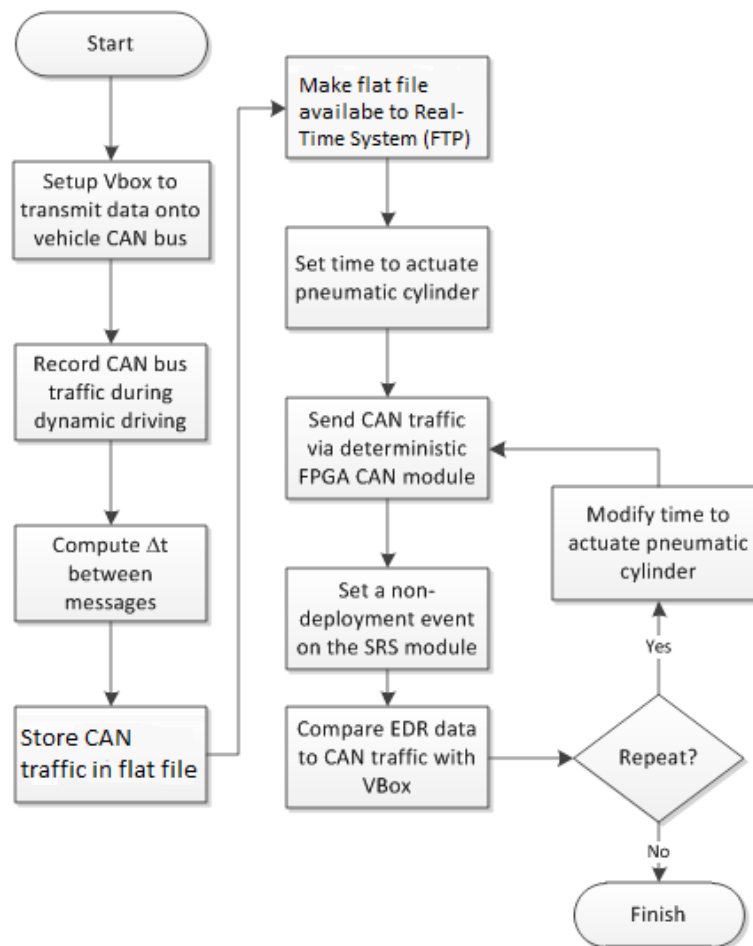 Start
Setup Vbox to
transmit data onto
vehicle CAN bus
Record CAN bus
traffic during
dynamic driving
Compute Δt
between
messages
Store CAN
traffic in flat file
Make flat file
availabe to Real-
Time System (FTP)
Set time to actuate
pneumatic cylinder
Send CAN traffic
via deterministic
FPGA CAN module
Set a non-
deployment event
on the SRS module
Compare EDR data
to CAN traffic with
VBox
Repeat?
Yes
Modify time to
actuate pneumatic
cylinder
No
Finish